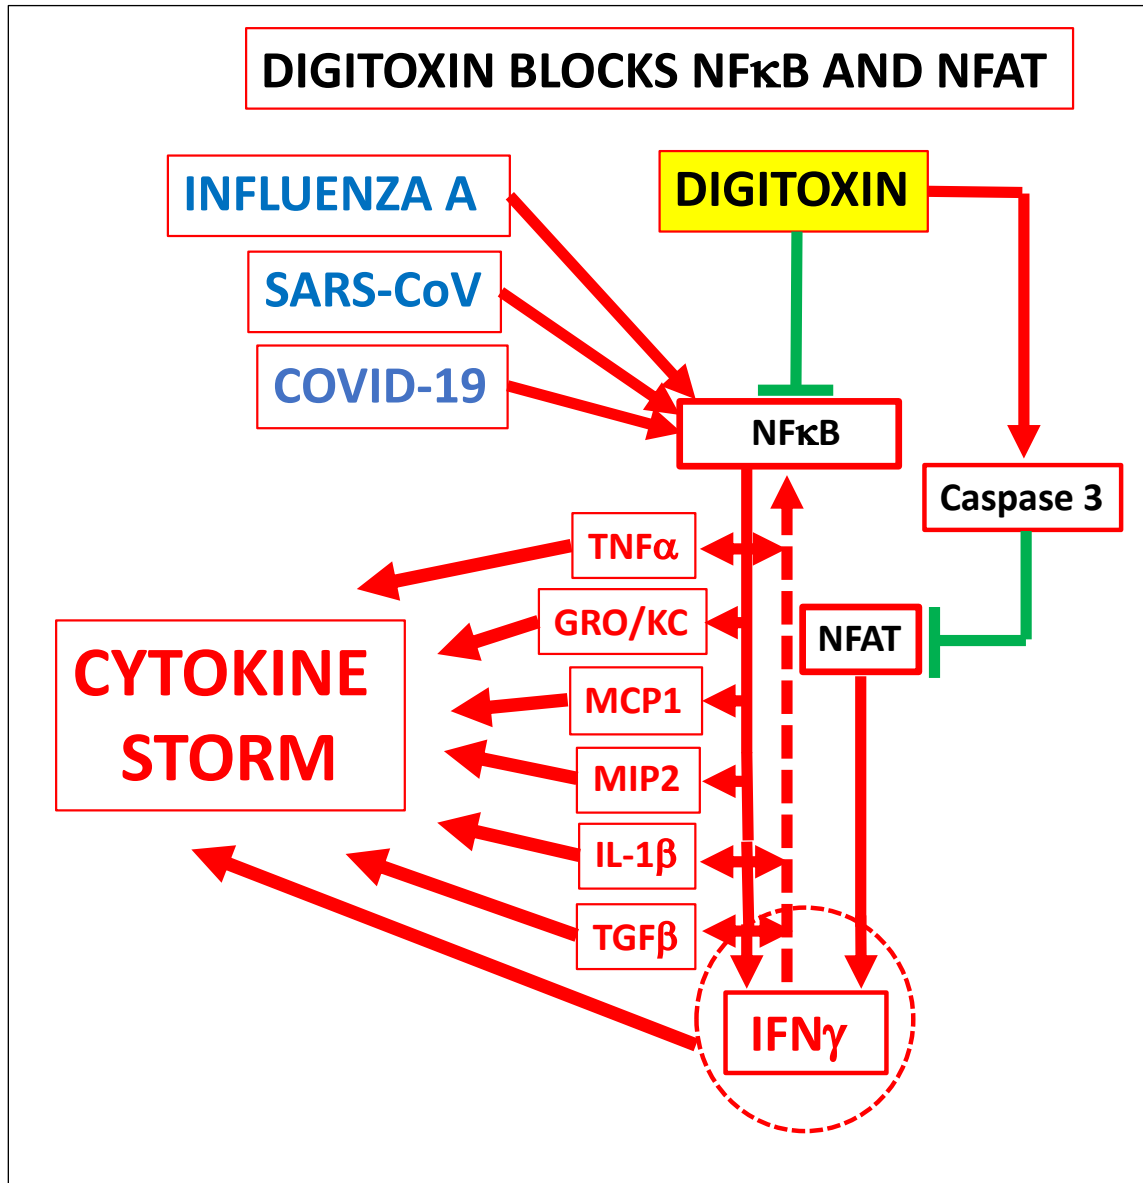 DIGITOXIN BLOCKS NFκB AND NFAT
INFLUENZA A
DIGITOXIN
SARS-CoV
COVID-19
NFκB
Caspase 3
TNFα
GRO/KC
NFAT
CYTOKINE
STORM
MCP1
MIP2
IL-1β
TGFβ
IFNγ